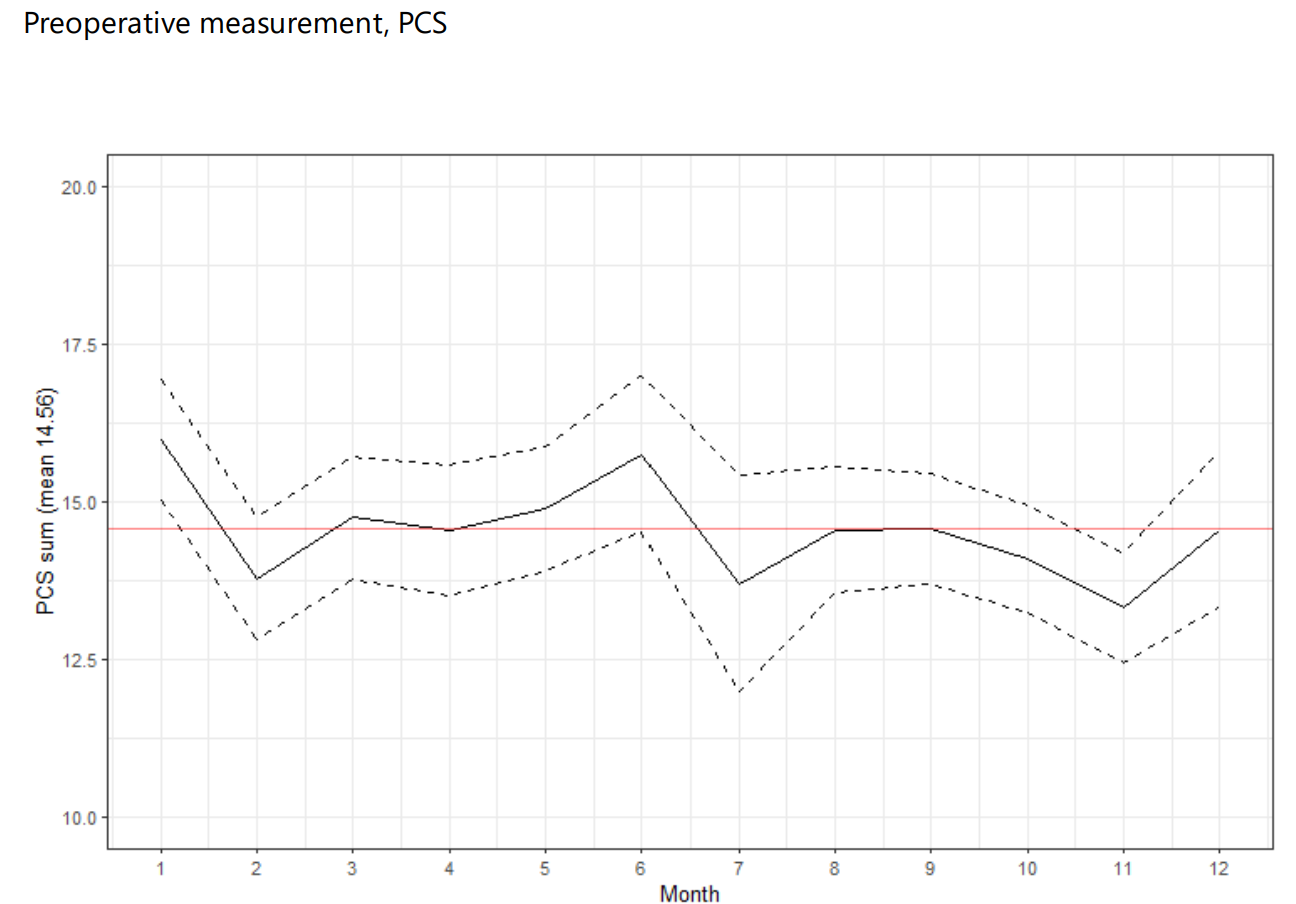 Preoperative measurement, PCS
PCS sum (mean 14.56)
20.0
17.5
15.0
12.5
10.0
1 2 3 4 5 6 7 8 9 10 11 12
Month